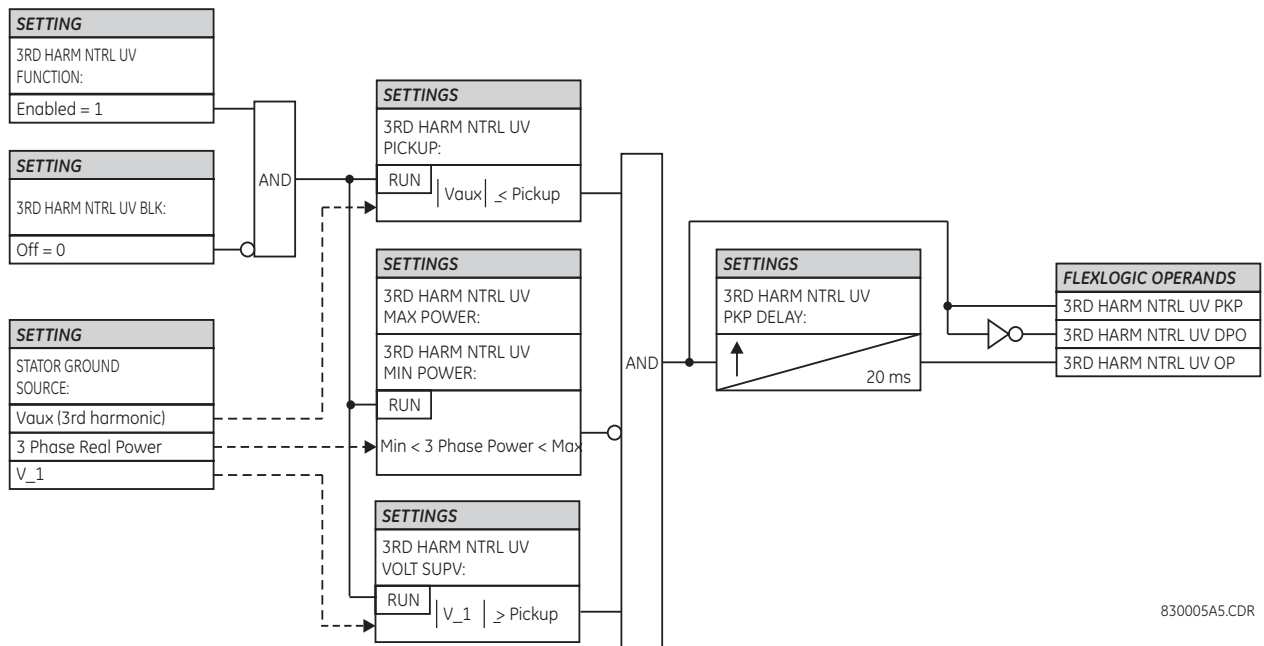 SETTING
3RD HARM NTRL UV
FUNCTION:
Enabled = 1
SETTING
3RD HARM NTRL UV BLK:
Off = 0
SETTING
STATOR GROUND
SOURCE:
Vaux (3rd harmonic)
3 Phase Real Power
V_1
AND
SETTINGS
3RD HARM NTRL UV
PICKUP:
RUN
|Vaux| ≤ Pickup
SETTINGS
3RD HARM NTRL UV
MAX POWER:
3RD HARM NTRL UV
MIN POWER:
RUN
Min < 3 Phase Power < Max
SETTINGS
3RD HARM NTRL UV
VOLT SUPV:
RUN
|V_1| ≥ Pickup
AND
SETTINGS
3RD HARM NTRL UV
PKP DELAY:
20 ms
FLEXLOGIC OPERANDS
3RD HARM NTRL UV PKP
3RD HARM NTRL UV DPO
3RD HARM NTRL UV OP
830005A5.CDR